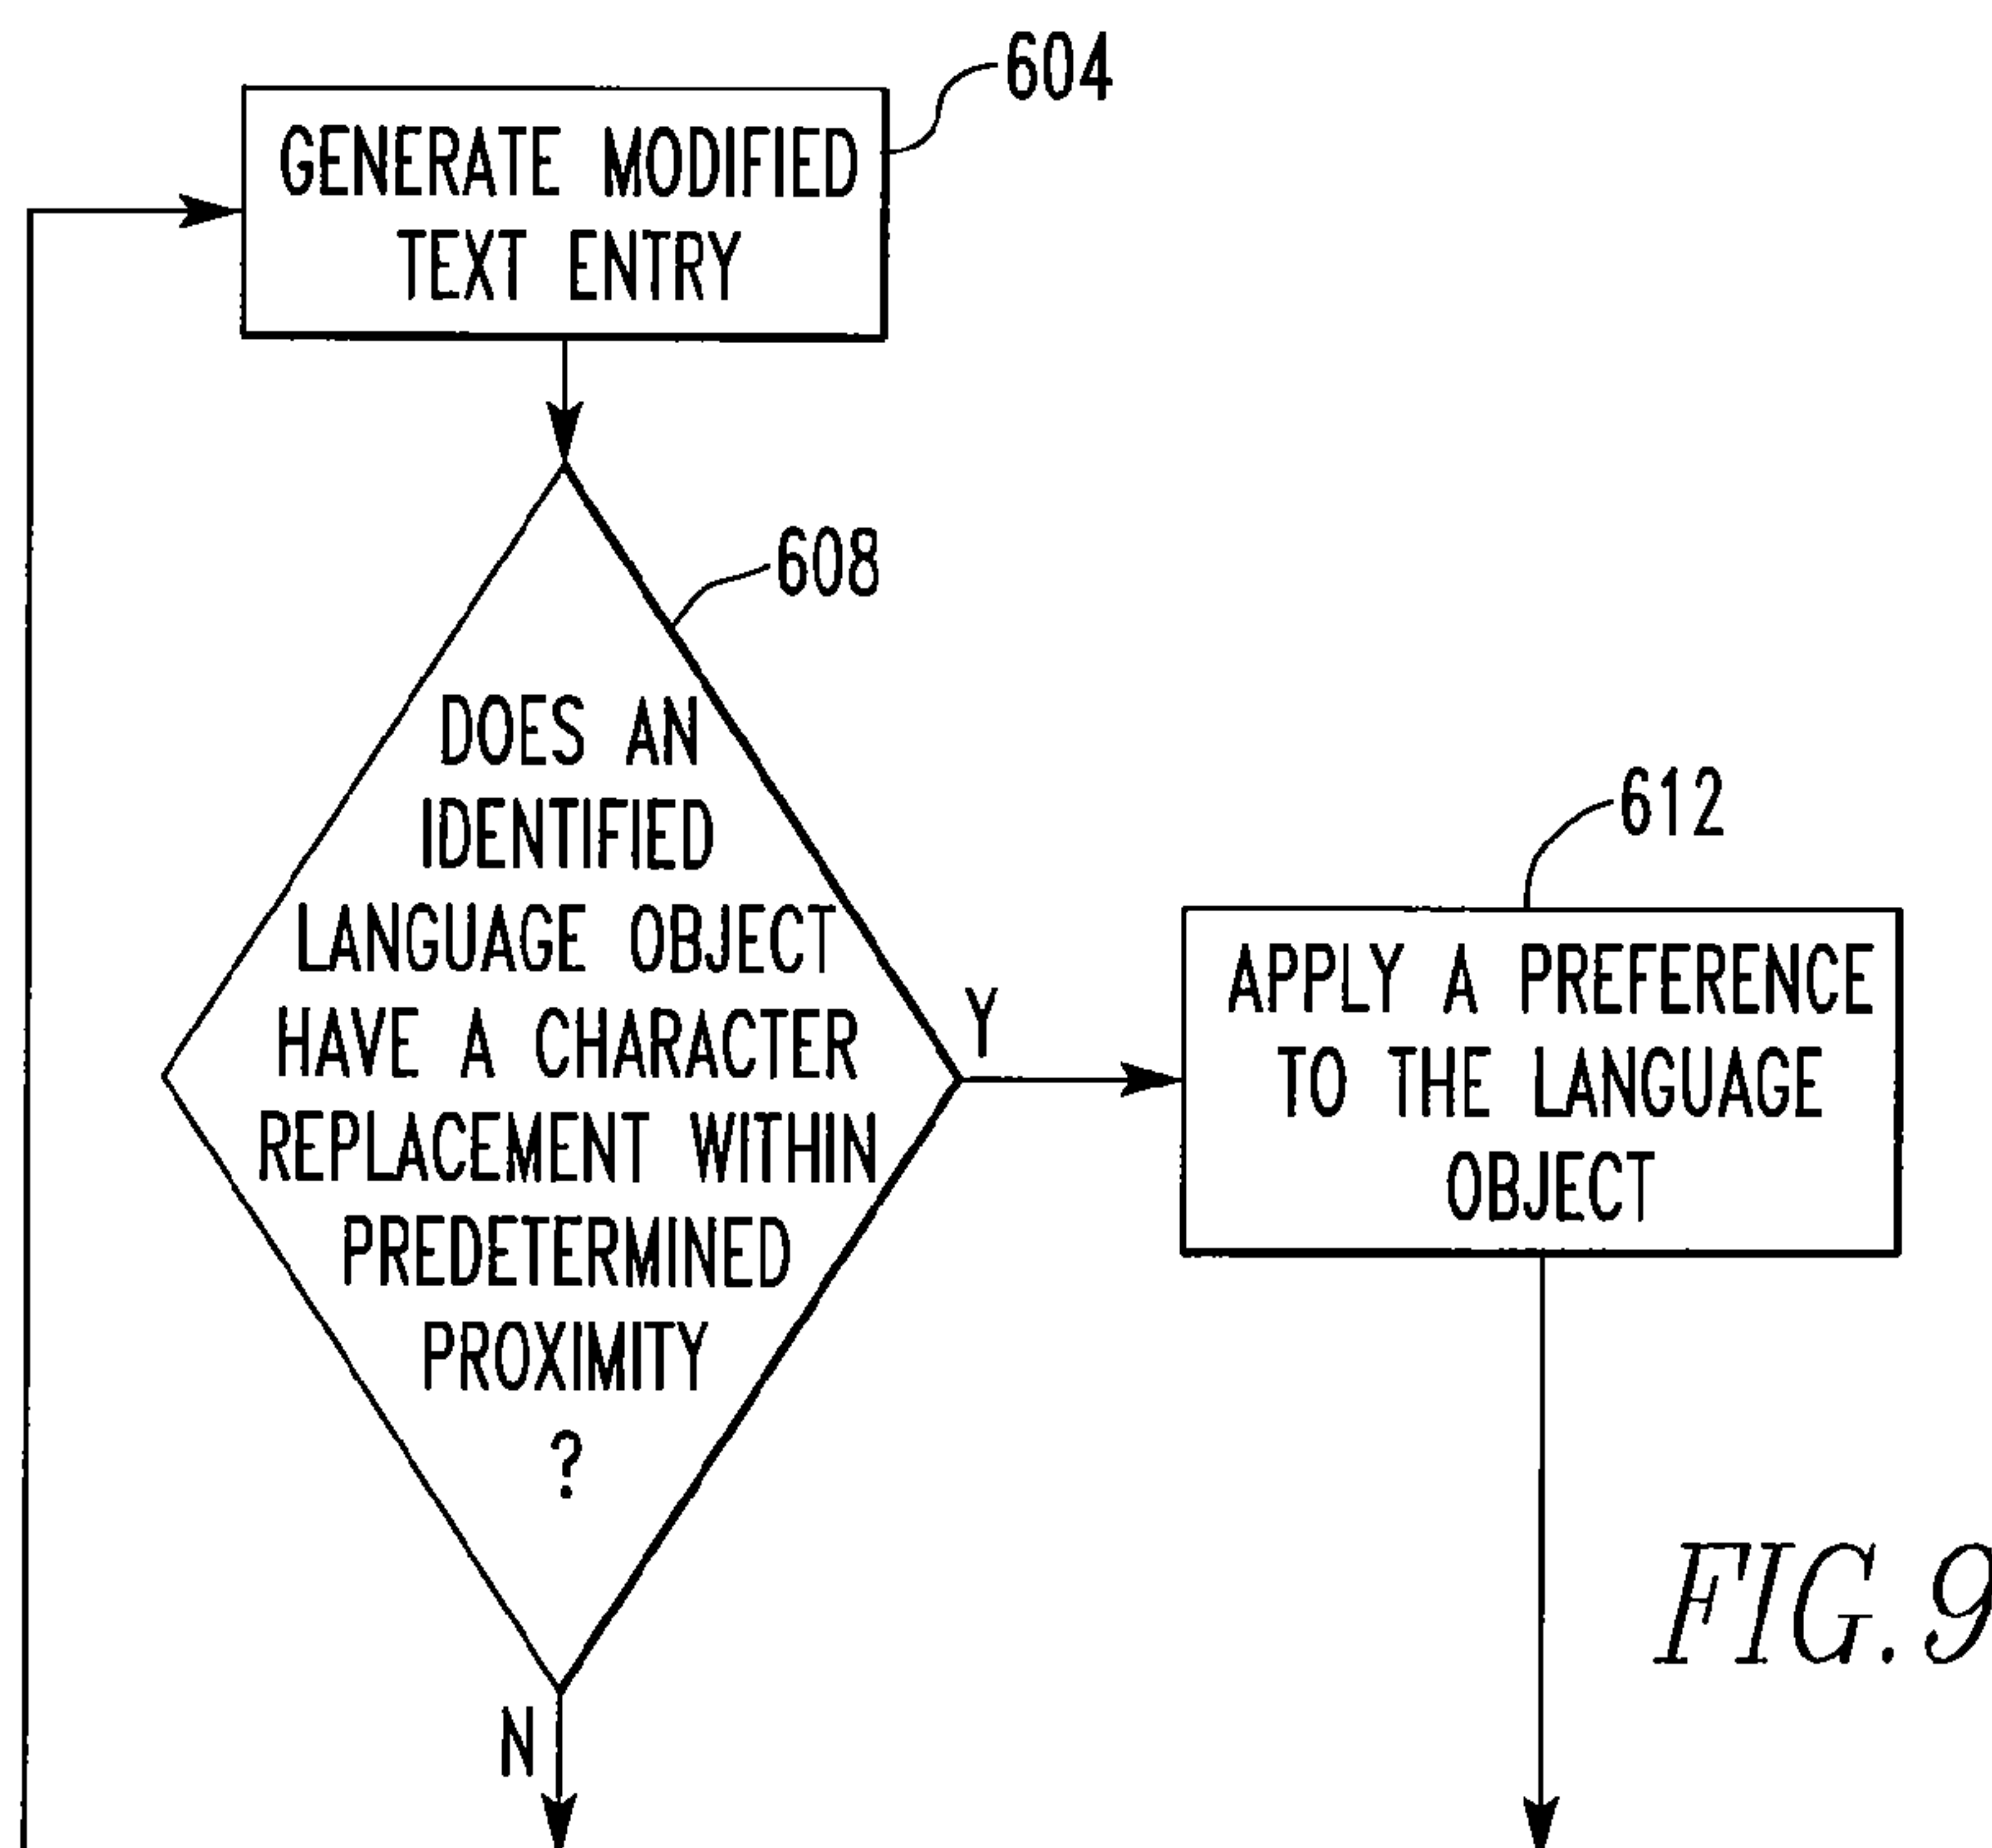 604
GENERATE MODIFIED
TEXT ENTRY
608
DOES AN
IDENTIFIED
LANGUAGE OBJECT
HAVE A CHARACTER
REPLACEMENT WITHIN
PREDETERMINED
PROXIMITY
?
Y
N
612
APPLY A PREFERENCE
TO THE LANGUAGE
OBJECT
FIG. 9